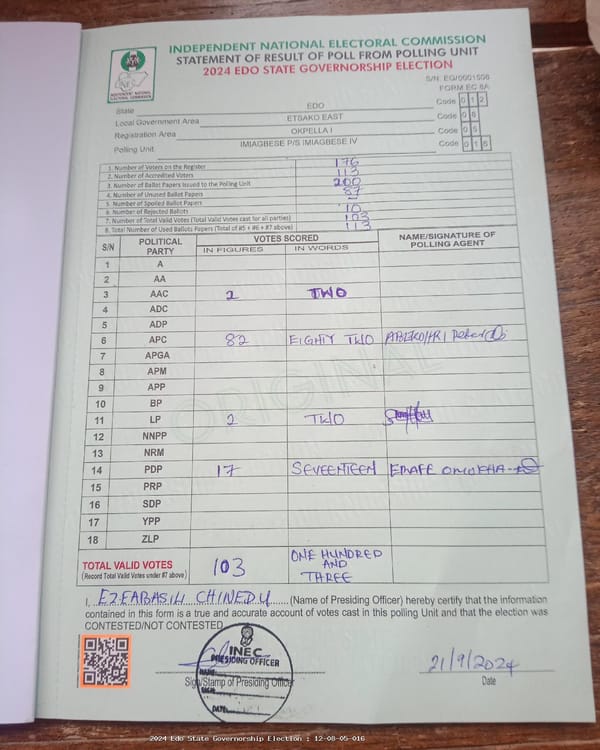 INDEPENDENT NATIONAL ELECTORAL COMMISSION
STATEMENT OF RESULT OF POLL FROM POLLING UNIT
2024 EDO STATE GOVERNORSHIP ELECTION
INDEPENDENT NATIONAL ELECTORAL COMMISSION
FORM EC 8A
State EDO Code 0 1 2
Local Government Area ETSAKO EAST Code 0 8
Registration Area OKPELLA I Code 0 5
Polling Unit IMIAGBESE P/S IMIAGBESE IV Code 0 1 6
1. Number of Voters on the Register 176
2. Number of Accredited Voters 113
3. Number of Ballot Papers Issued to the Polling Unit 200
4. Number of Unused Ballot Papers 87
5. Number of Spoiled Ballot Papers
6. Number of Rejected Ballots 10
7. Number of Total Valid Votes (Total Valid Votes cast for all parties) 103
8. Total Number of Used Ballots Papers (Total of #5 + #6 + #7 above) 113
S/N POLITICAL PARTY VOTES SCORED NAME/SIGNATURE OF POLLING AGENT
IN FIGURES IN WORDS
1 A
2 AA
3 AAC 2 TWO
4 ADC
5 ADP
6 APC 82 EIGHTY TWO
7 APGA
8 APM
9 APP
10 BP
11 LP 2 TWO
12 NNPP
13 NRM
14 PDP 17 SEVENTEEN
15 PRP
16 SDP
17 YPP
18 ZLP
ORIGINAL
TOTAL VALID VOTES 103 ONE HUNDRED AND THREE
(Record Total Valid Votes under #7 above)
I, EZEABASILI CHINEDU (Name of Presiding Officer) hereby certify that the information
contained in this form is a true and accurate account of votes cast in this polling Unit and that the election was
CONTESTED/NOT CONTESTED
INEC
PRESIDING OFFICER
NAME:
Sign/Stamp of Presiding Officer
DATE:
21/9/2024
Date
2024 Edo State Governorship Election : 12-08-05-016